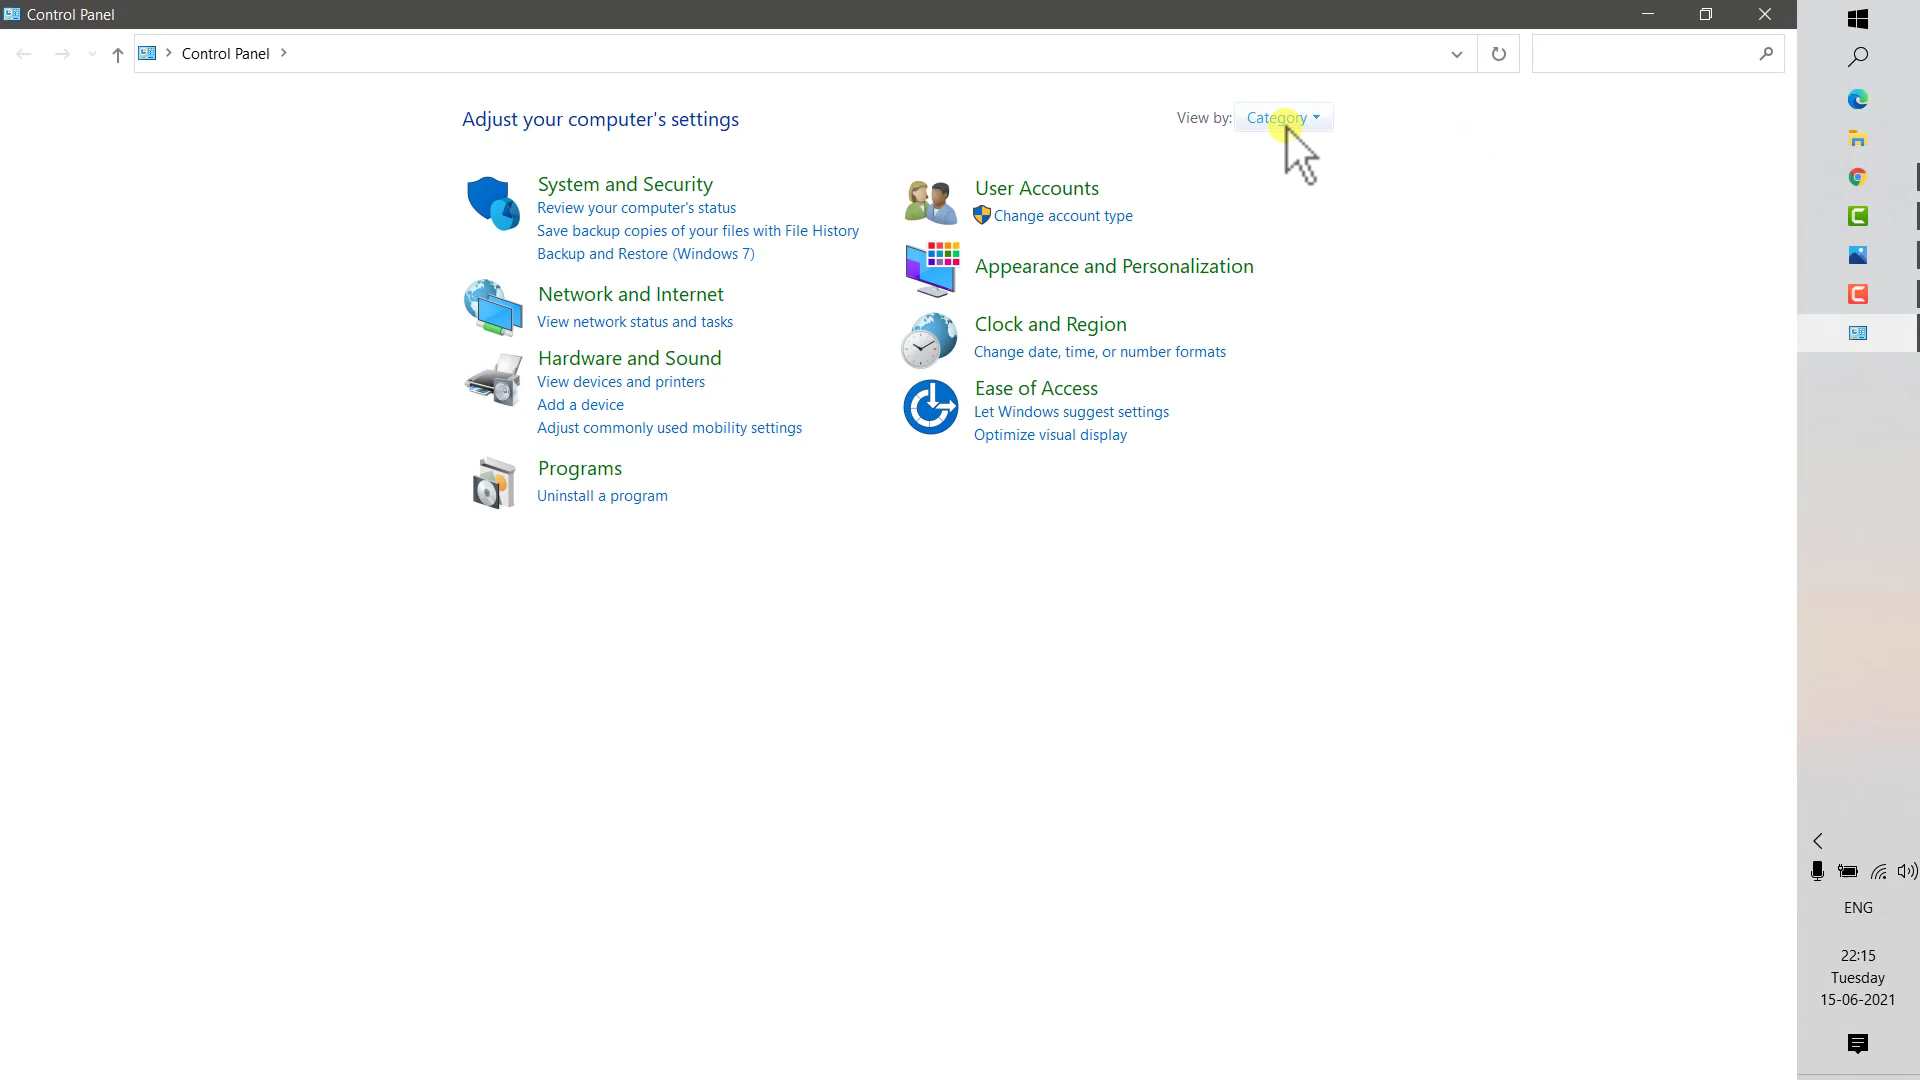 Control Panel
Control Panel
Adjust your computer's settings
View by: Category
System and Security
Review your computer's status
Save backup copies of your files with File History
Backup and Restore (Windows 7)
Network and Internet
View network status and tasks
Hardware and Sound
View devices and printers
Add a device
Adjust commonly used mobility settings
Programs
Uninstall a program
User Accounts
Change account type
Appearance and Personalization
Clock and Region
Change date, time, or number formats
Ease of Access
Let Windows suggest settings
Optimize visual display
ENG
22:15
Tuesday
15-06-2021